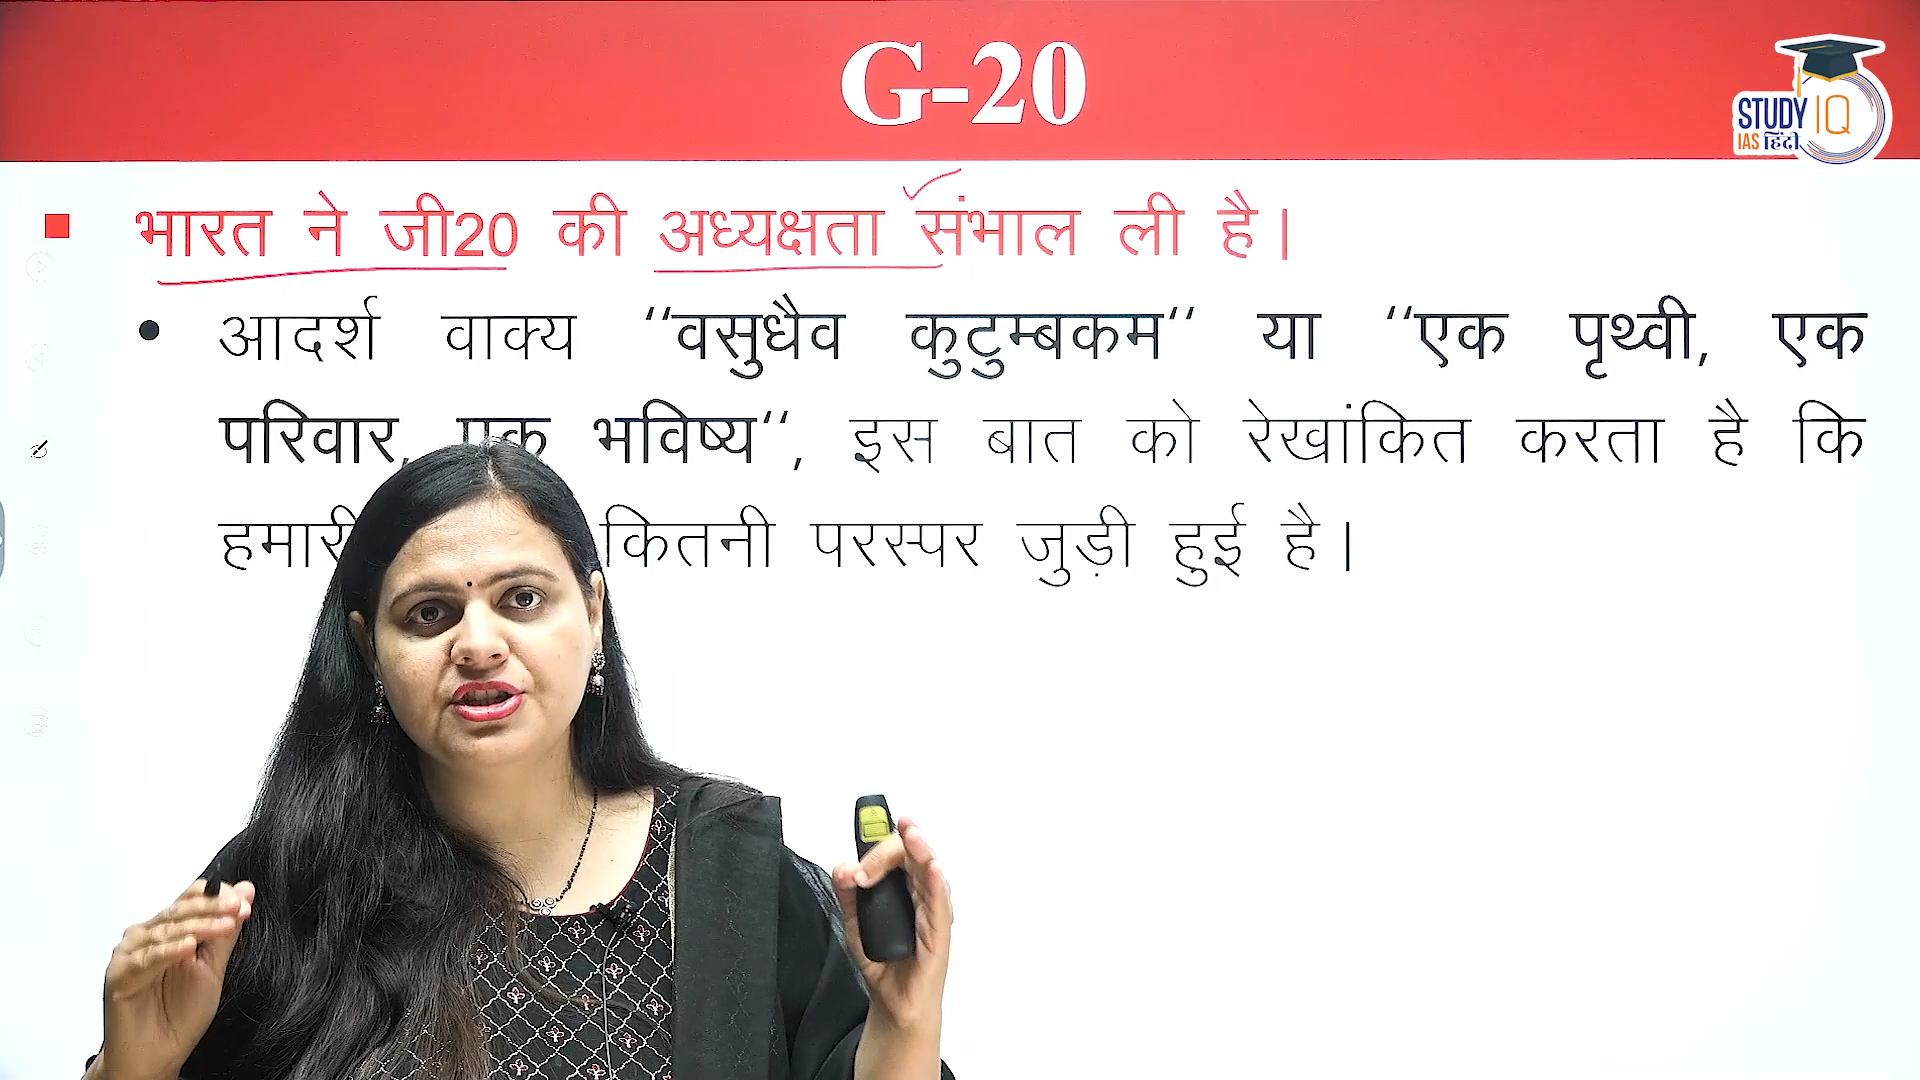 G-20
STUDY IQ
IAS हिंदी
भारत ने जी20 की अध्यक्षता संभाल ली है।
आदर्श वाक्य ‘‘वसुधैव कुटुम्बकम‘‘ या ‘‘एक पृथ्वी, एक
परिवार, एक भविष्य‘‘, इस बात को रेखांकित करता है कि
हमारी कितनी परस्पर जुड़ी हुई है।